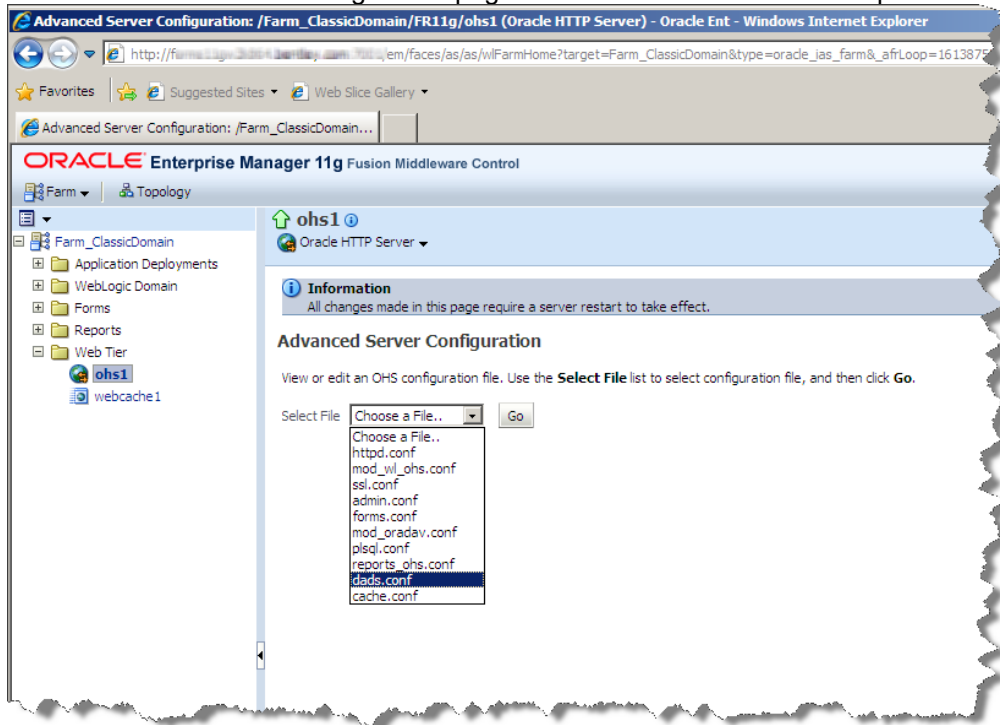 Advanced Server Configuration: /Farm_ClassicDomain/FR11g/ohs1 (Oracle HTTP Server) - Oracle Ent - Windows Internet Explorer
http:// em/faces/as/as/wlFarmHome?target=Farm_ClassicDomain&type=oracle_ias_farm&_afrLoop=1613875
Favorites Suggested Sites Web Slice Gallery
Advanced Server Configuration: /Farm_ClassicDomain...
ORACLE Enterprise Manager 11g Fusion Middleware Control
Farm Topology
ohs1
Oracle HTTP Server
Farm_ClassicDomain
Application Deployments
WebLogic Domain
Forms
Reports
Web Tier
ohs1
webcache1
Information
All changes made in this page require a server restart to take effect.
Advanced Server Configuration
View or edit an OHS configuration file. Use the Select File list to select configuration file, and then click Go.
Select File Choose a File.. Go
Choose a File..
httpd.conf
mod_wl_ohs.conf
ssl.conf
admin.conf
forms.conf
mod_oradav.conf
plsql.conf
reports_ohs.conf
dads.conf
cache.conf